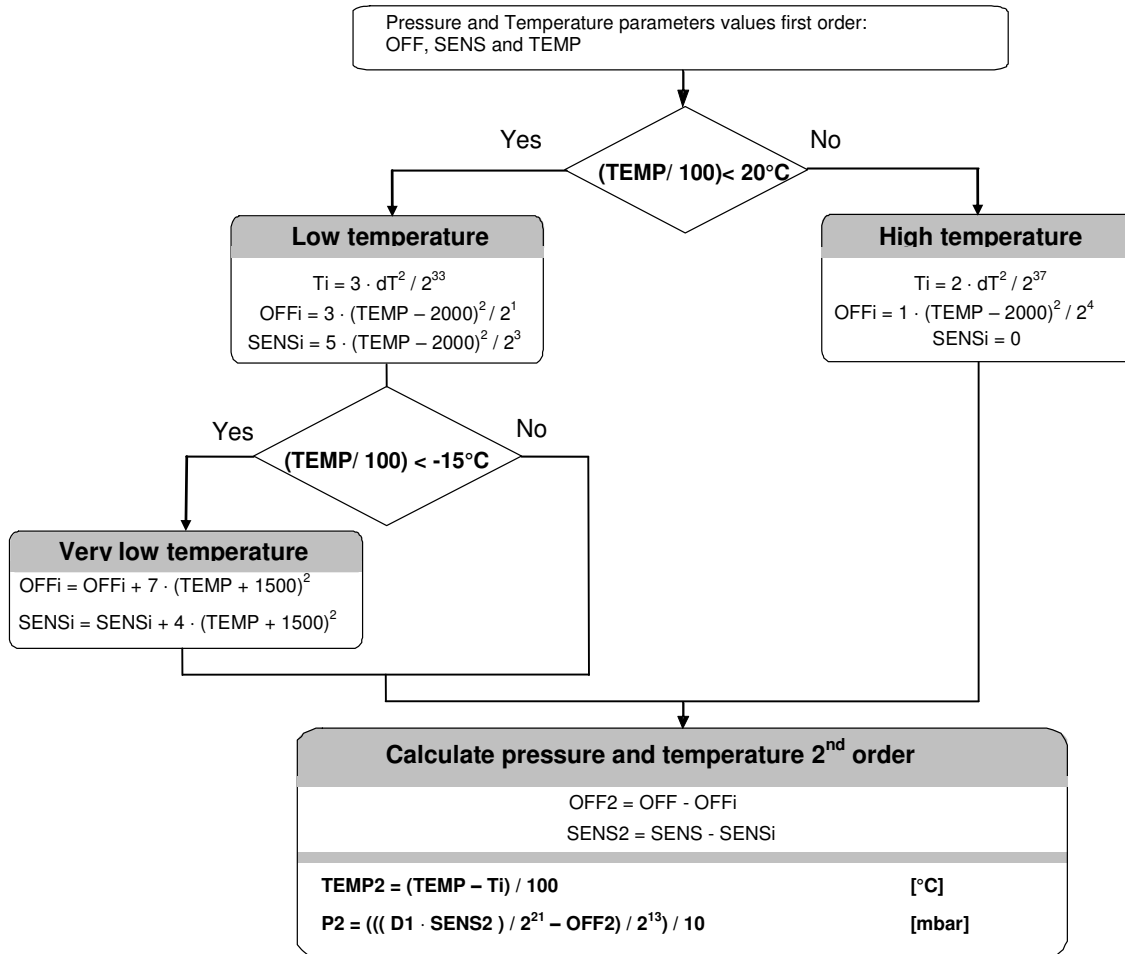 Pressure and Temperature parameters values first order:
OFF, SENS and TEMP
Yes
No
(TEMP/ 100)< 20°C
Low temperature
Ti = 3 · dT² / 2³³
OFFi = 3 · (TEMP – 2000)² / 2¹
SENSi = 5 · (TEMP – 2000)² / 2³
High temperature
Ti = 2 · dT² / 2³⁷
OFFi = 1 · (TEMP – 2000)² / 2⁴
SENSi = 0
Yes
No
(TEMP/ 100) < -15°C
Very low temperature
OFFi = OFFi + 7 · (TEMP + 1500)²
SENSi = SENSi + 4 · (TEMP + 1500)²
Calculate pressure and temperature 2ⁿᵈ order
OFF2 = OFF - OFFi
SENS2 = SENS - SENSi
TEMP2 = (TEMP – Ti) / 100 [°C]
P2 = ((( D1 · SENS2 ) / 2²¹ – OFF2) / 2¹³) / 10 [mbar]